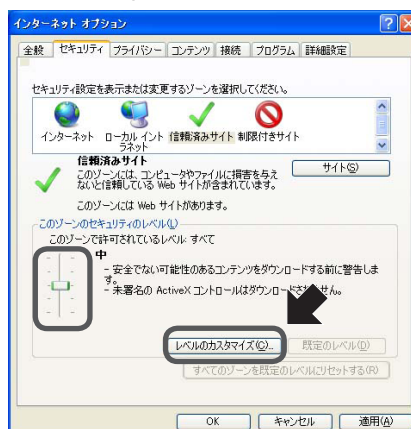 インターネット オプション
全般 セキュリティ プライバシー コンテンツ 接続 プログラム 詳細設定
セキュリティ設定を表示または変更するゾーンを選択してください。
インターネット ローカル イントラネット 信頼済みサイト 制限付きサイト
信頼済みサイト
このゾーンには、コンピュータやファイルに損害を与え
ないと信頼している Web サイトが含まれています。
サイト(S)
このゾーンには Web サイトがあります。
このゾーンのセキュリティのレベル(L)
このゾーンで許可されているレベル: すべて
中
- 安全でない可能性のあるコンテンツをダウンロードする前に警告しま
す。
- 未署名の ActiveX コントロールはダウンロードされません。
レベルのカスタマイズ(C)... 既定のレベル(D)
すべてのゾーンを既定のレベルにリセットする(R)
OK キャンセル 適用(A)